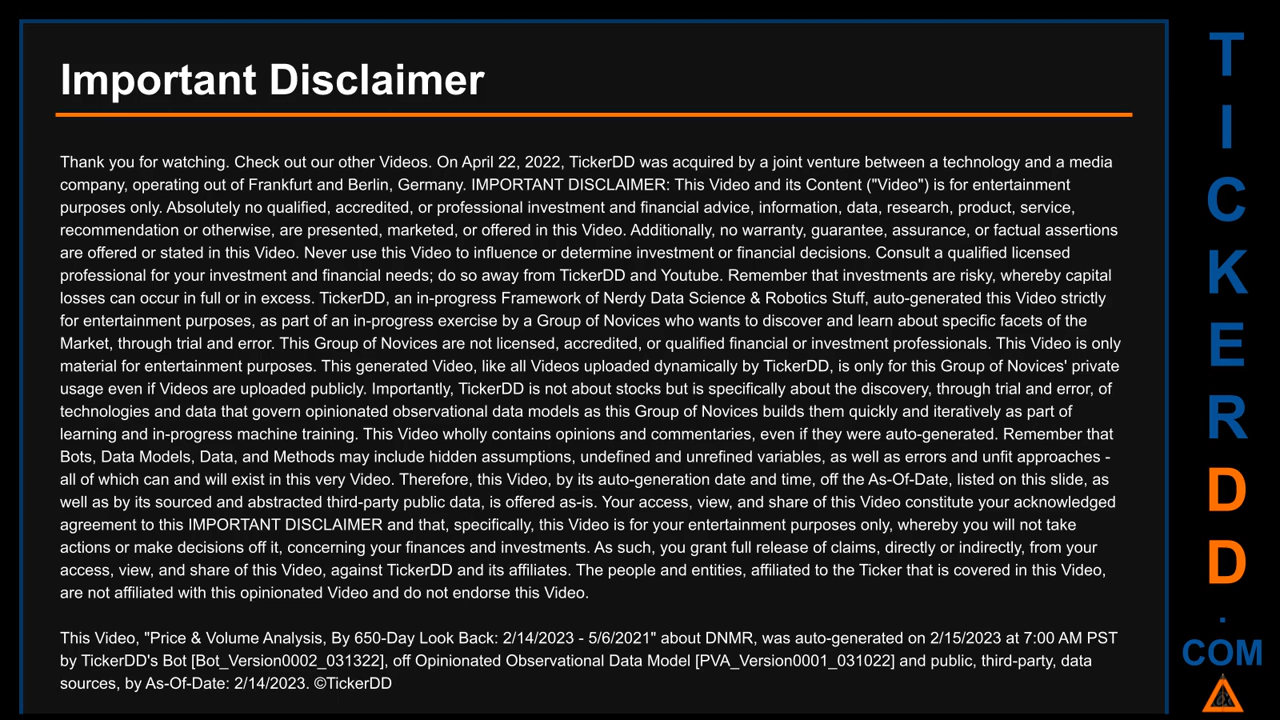 Important Disclaimer
Thank you for watching. Check out our other Videos. On April 22, 2022, TickerDD was acquired by a joint venture between a technology and a media
company, operating out of Frankfurt and Berlin, Germany. IMPORTANT DISCLAIMER: This Video and its Content ("Video") is for entertainment
purposes only. Absolutely no qualified, accredited, or professional investment and financial advice, information, data, research, product, service,
recommendation or otherwise, are presented, marketed, or offered in this Video. Additionally, no warranty, guarantee, assurance, or factual assertions
are offered or stated in this Video. Never use this Video to influence or determine investment or financial decisions. Consult a qualified licensed
professional for your investment and financial needs; do so away from TickerDD and Youtube. Remember that investments are risky, whereby capital
losses can occur in full or in excess. TickerDD, an in-progress Framework of Nerdy Data Science & Robotics Stuff, auto-generated this Video strictly
for entertainment purposes, as part of an in-progress exercise by a Group of Novices who wants to discover and learn about specific facets of the
Market, through trial and error. This Group of Novices are not licensed, accredited, or qualified financial or investment professionals. This Video is only
material for entertainment purposes. This generated Video, like all Videos uploaded dynamically by TickerDD, is only for this Group of Novices' private
usage even if Videos are uploaded publicly. Importantly, TickerDD is not about stocks but is specifically about the discovery, through trial and error, of
technologies and data that govern opinionated observational data models as this Group of Novices builds them quickly and iteratively as part of
learning and in-progress machine training. This Video wholly contains opinions and commentaries, even if they were auto-generated. Remember that
Bots, Data Models, Data, and Methods may include hidden assumptions, undefined and unrefined variables, as well as errors and unfit approaches -
all of which can and will exist in this very Video. Therefore, this Video, by its auto-generation date and time, off the As-Of-Date, listed on this slide, as
well as by its sourced and abstracted third-party public data, is offered as-is. Your access, view, and share of this Video constitute your acknowledged
agreement to this IMPORTANT DISCLAIMER and that, specifically, this Video is for your entertainment purposes only, whereby you will not take
actions or make decisions off it, concerning your finances and investments. As such, you grant full release of claims, directly or indirectly, from your
access, view, and share of this Video, against TickerDD and its affiliates. The people and entities, affiliated to the Ticker that is covered in this Video,
are not affiliated with this opinionated Video and do not endorse this Video.
This Video, "Price & Volume Analysis, By 650-Day Look Back: 2/14/2023 - 5/6/2021" about DNMR, was auto-generated on 2/15/2023 at 7:00 AM PST
by TickerDD's Bot [Bot_Version0002_031322], off Opinionated Observational Data Model [PVA_Version0001_031022] and public, third-party, data
sources, by As-Of-Date: 2/14/2023. ©TickerDD
T
I
C
K
E
R
D
D
.
COM